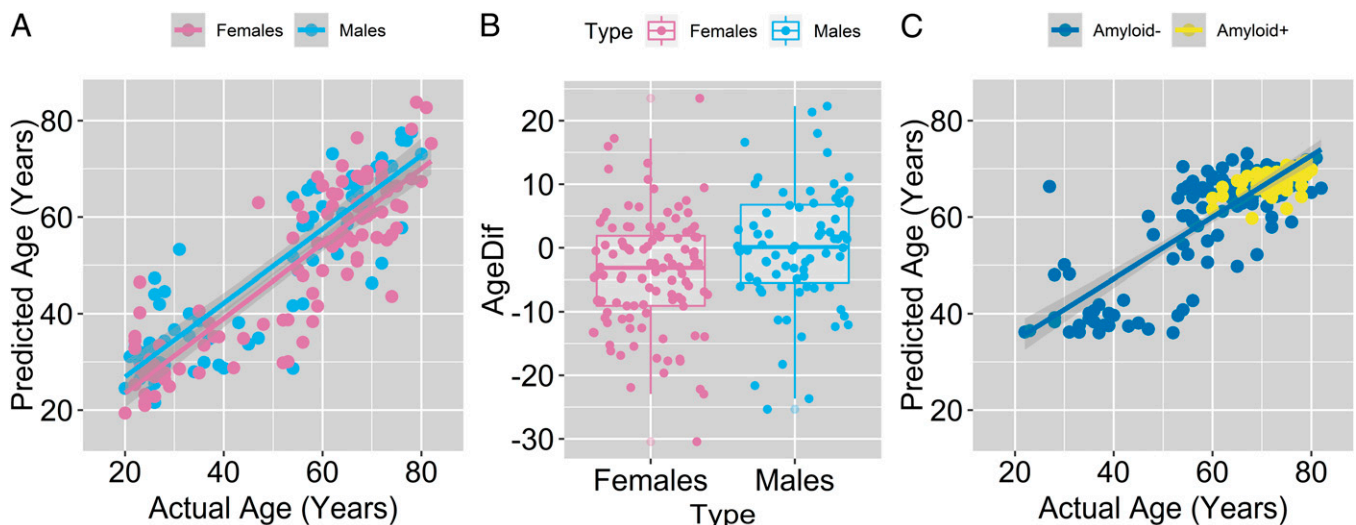 A
Females
Males
Predicted Age (Years)
80
60
40
20
20
40
60
80
Actual Age (Years)
B
Type
Females
Males
AgeDif
20
10
0
-10
-20
-30
Females
Males
Type
C
Amyloid-
Amyloid+
Predicted Age (Years)
80
60
40
20
20
40
60
80
Actual Age (Years)